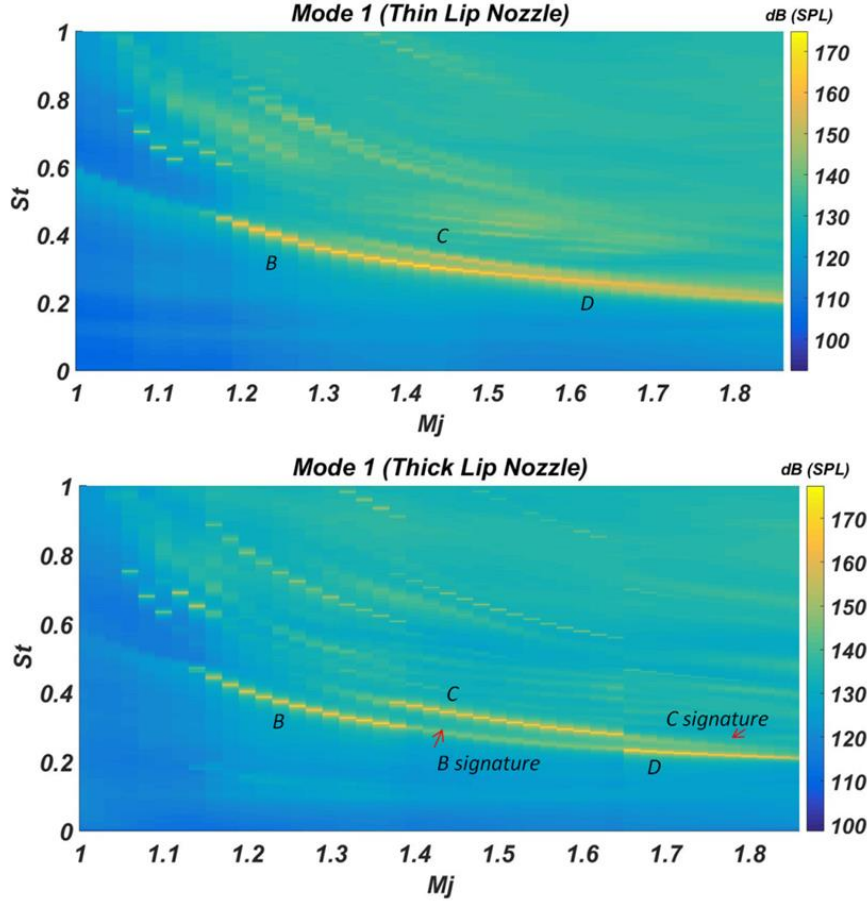 Mode 1 (Thin Lip Nozzle)
dB (SPL)
1
0.8
0.6
0.4
0.2
0
St
B
C
D
1 1.1 1.2 1.3 1.4 1.5 1.6 1.7 1.8
Mj
170
160
150
140
130
120
110
100
Mode 1 (Thick Lip Nozzle)
dB (SPL)
1
0.8
0.6
0.4
0.2
0
St
B
C
B signature
C signature
D
1 1.1 1.2 1.3 1.4 1.5 1.6 1.7 1.8
Mj
170
160
150
140
130
120
110
100